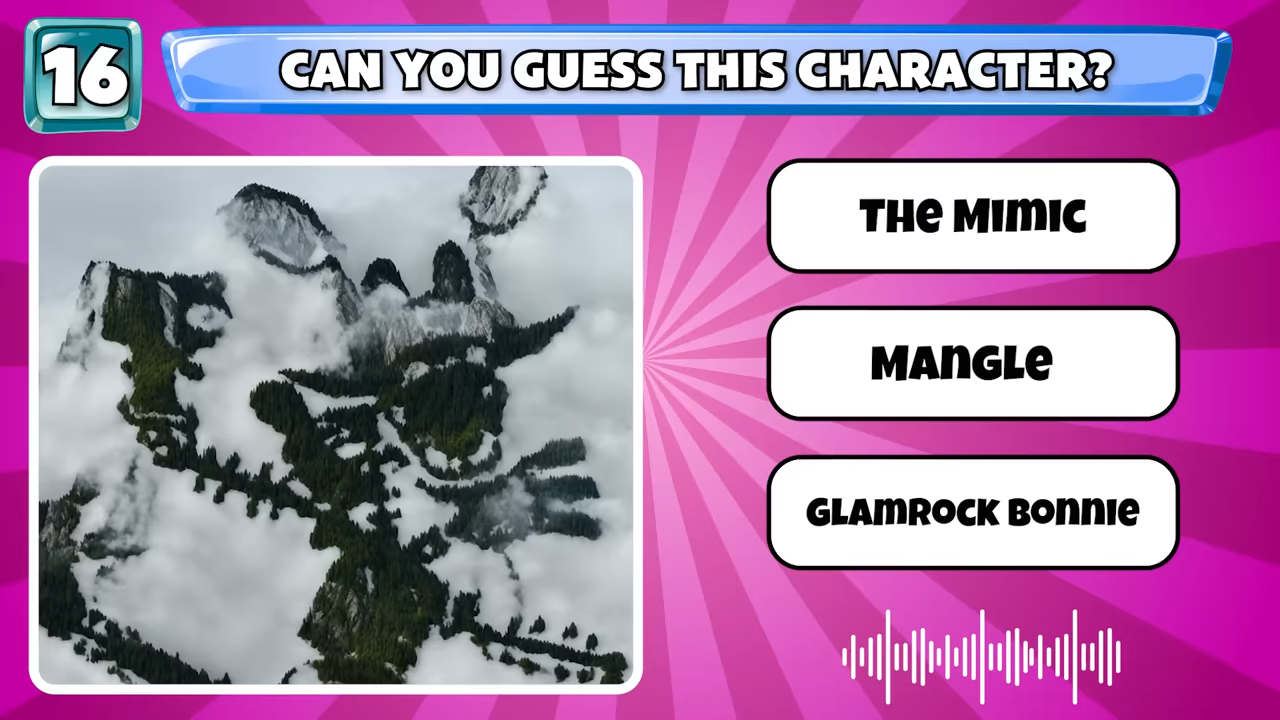 16
CAN YOU GUESS THIS CHARACTER?
THE MIMIC
MANGLE
GLAMROCK BONNIE